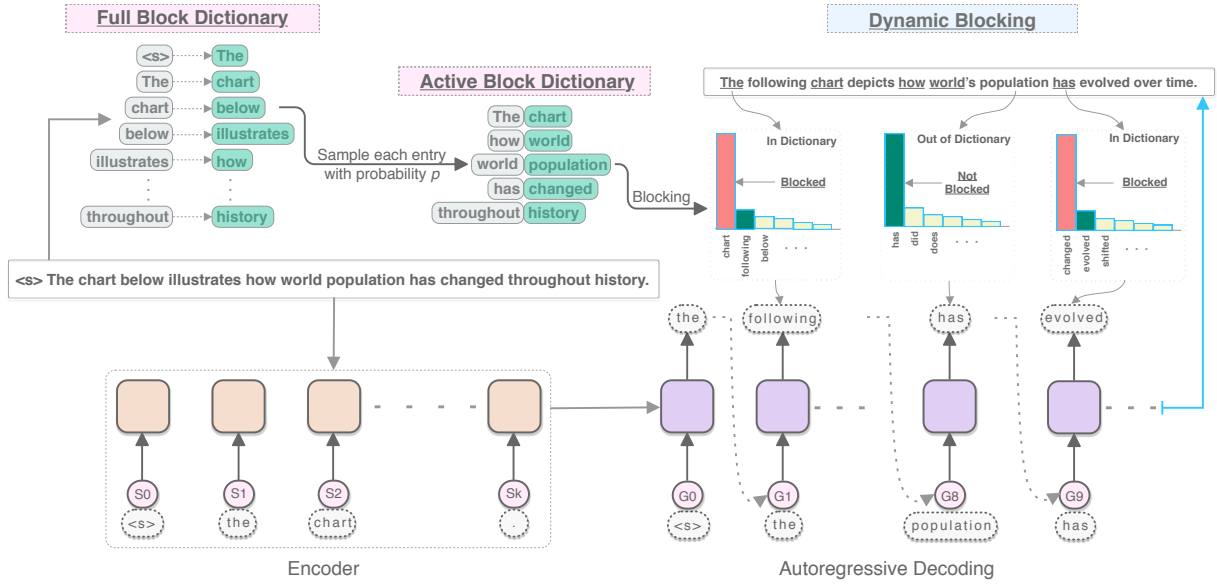 Full Block Dictionary
<s> The
The chart
chart below
below illustrates
illustrates how
throughout history
Sample each entry
with probability p
Active Block Dictionary
The chart
how world
world population
has changed
throughout history
Blocking
Dynamic Blocking
The following chart depicts how world's population has evolved over time.
In Dictionary
Blocked
chart
following
below
. . .
Out of Dictionary
Not
Blocked
has
did
does
. . .
In Dictionary
Blocked
changed
evolved
shifted
. . .
<s> The chart below illustrates how world population has changed throughout history.
S0 S1 S2 Sk
<s> the chart .
Encoder
the following has evolved
G0 G1 G8 G9
<s> the population has
Autoregressive Decoding